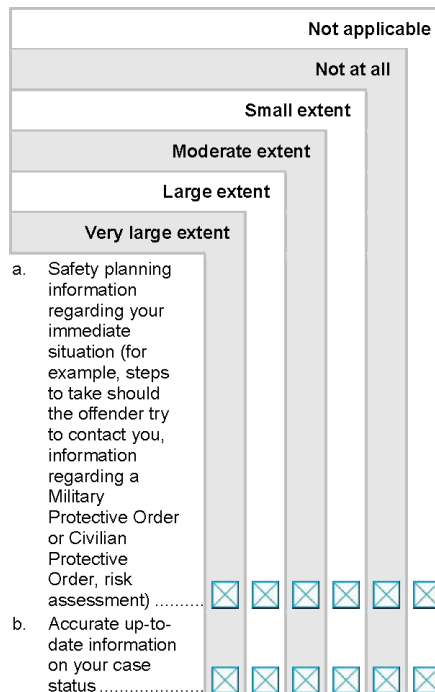 Not applicable
Not at all
Small extent
Moderate extent
Large extent
Very large extent
a. Safety planning
information
regarding your
immediate
situation (for
example, steps
to take should
the offender try
to contact you,
information
regarding a
Military
Protective Order
or Civilian
Protective
Order, risk
assessment) ..........
b. Accurate up-to-
date information
on your case
status .....................